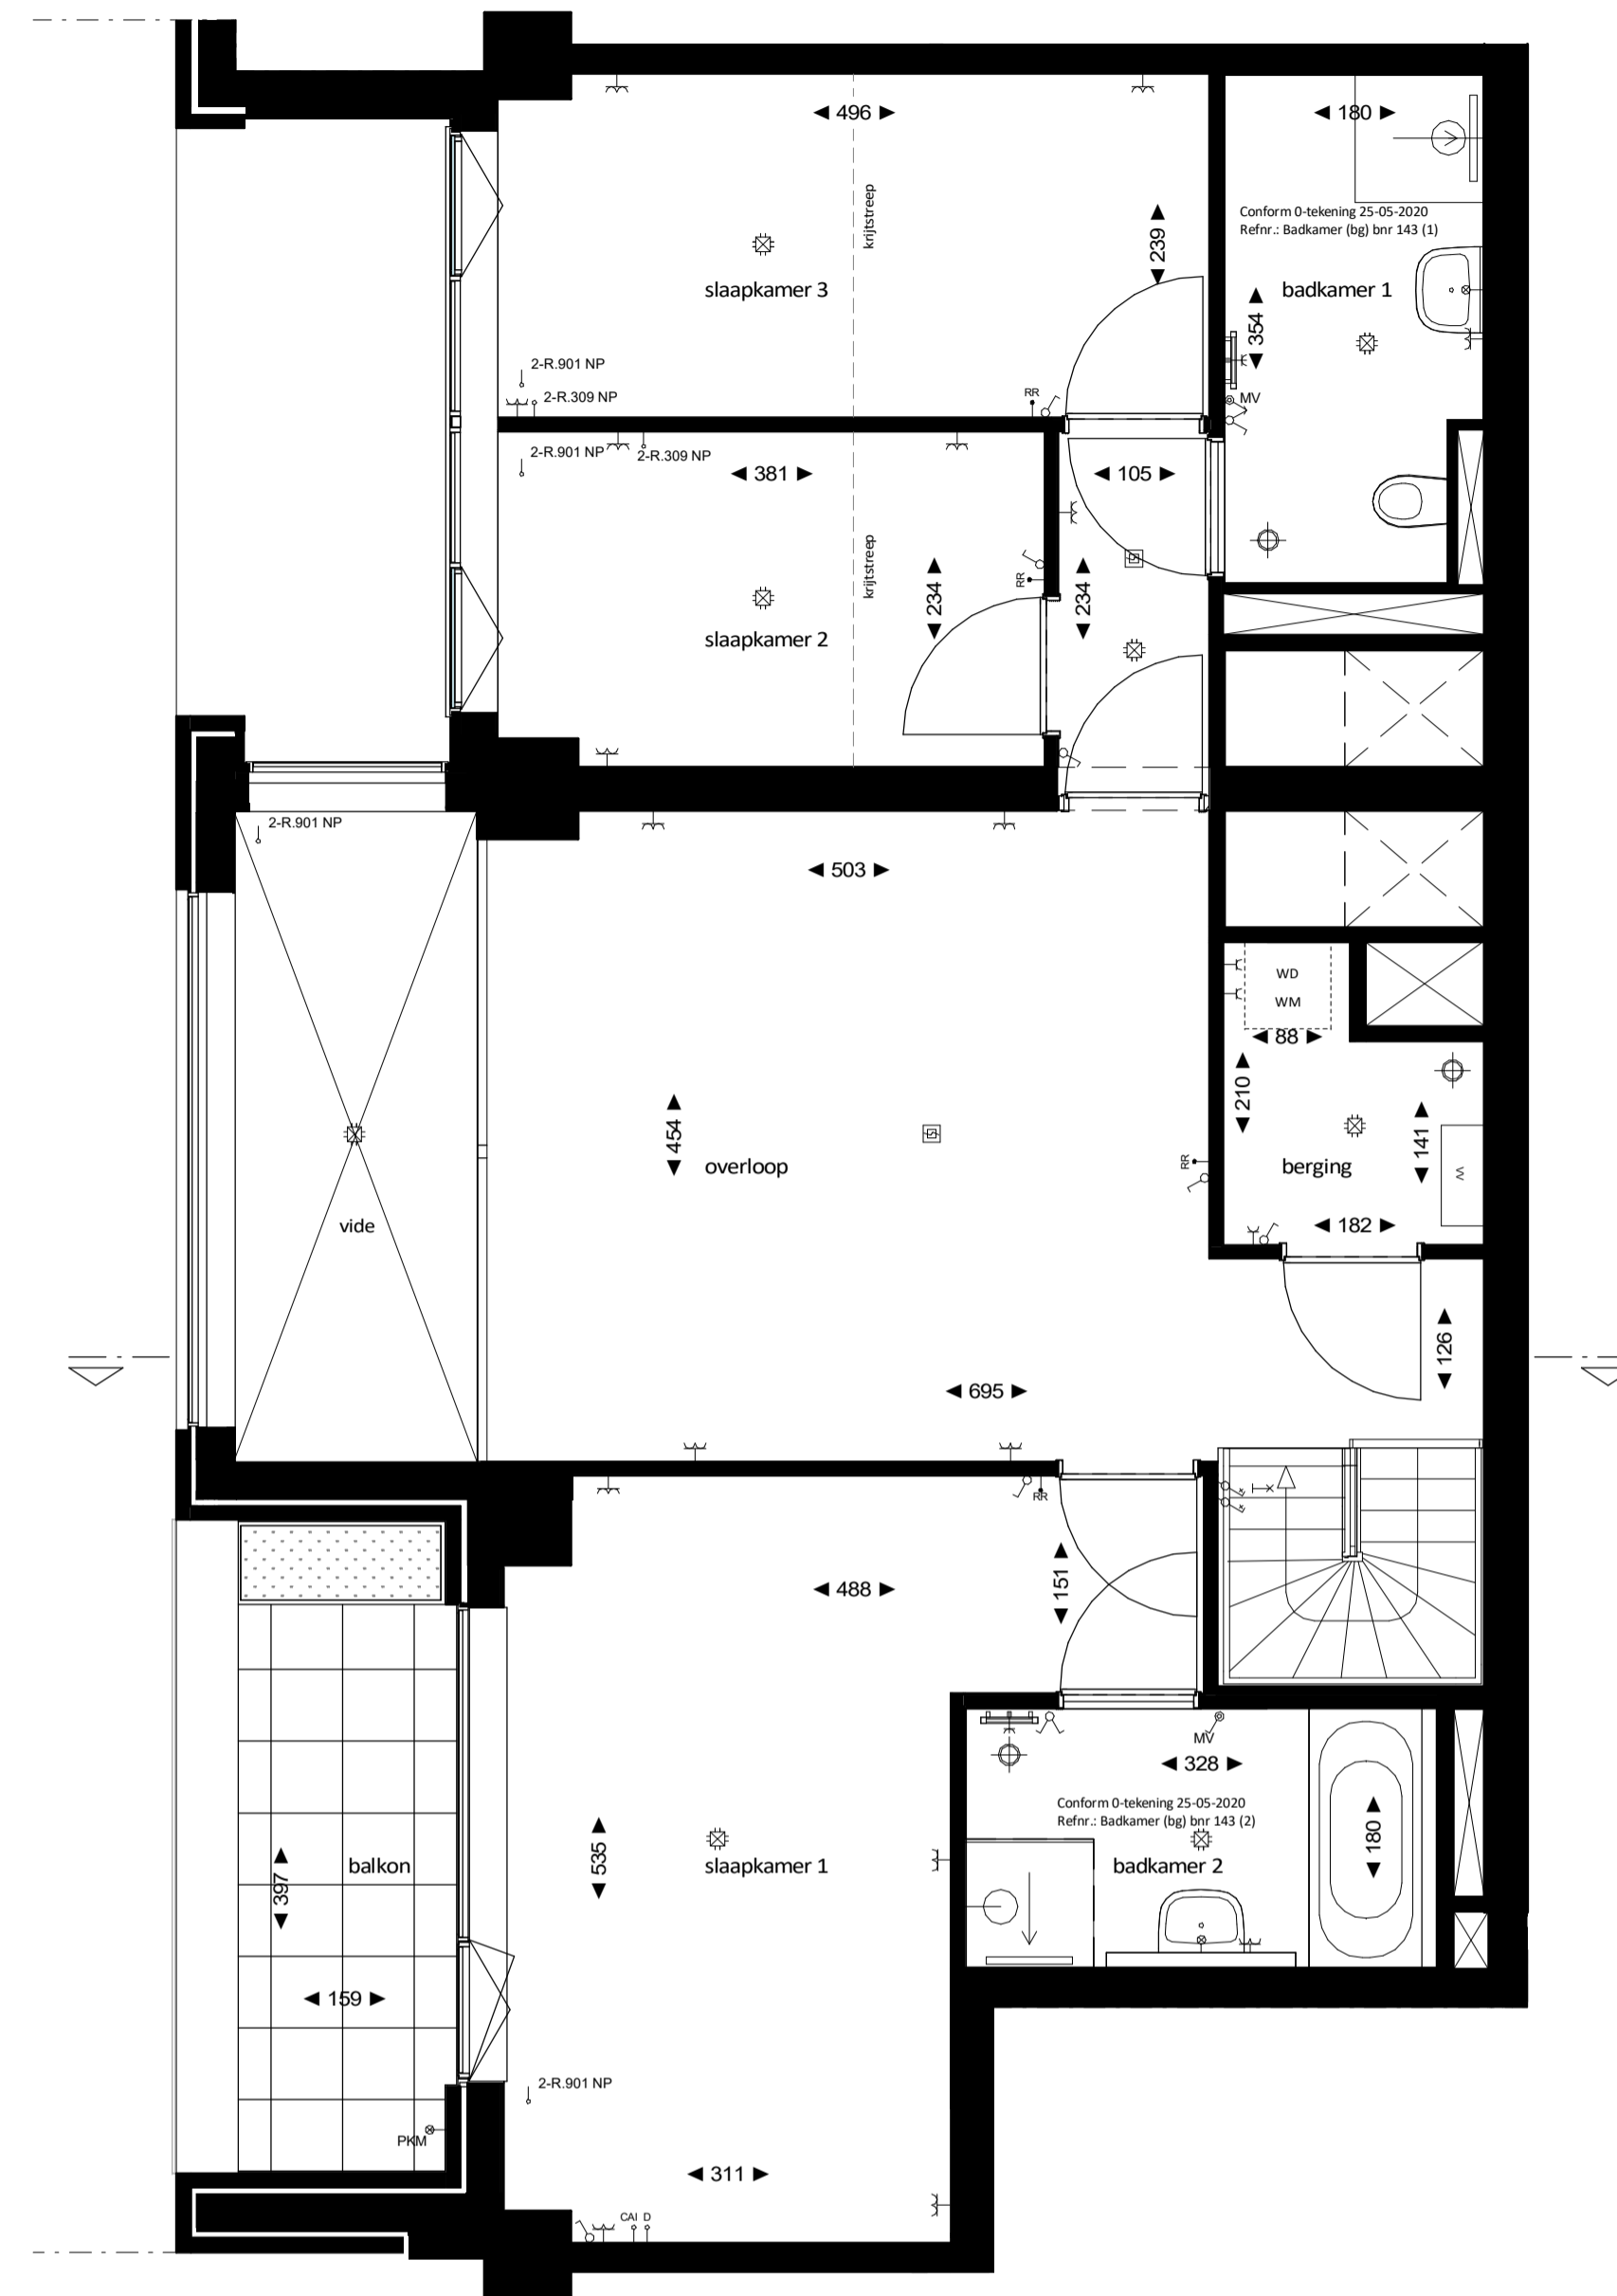 496
180
krijtstreep
239
Conform 0-tekening 25-05-2020
Refnr.: Badkamer (bg) bnr 143 (1)
slaapkamer 3
badkamer 1
354
2-R.901 NP
2-R.309 NP
RR
MV
2-R.901 NP
2-R.309 NP
381
105
krijtstreep
RR
234
234
slaapkamer 2
2-R.901 NP
503
WD
WM
88
210
454
141
RR
overloop
berging
VV
vide
182
126
695
RR
488
151
MV
328
Conform 0-tekening 25-05-2020
Refnr.: Badkamer (bg) bnr 143 (2)
180
535
397
balkon
slaapkamer 1
badkamer 2
159
2-R.901 NP
PKM
311
CAI D